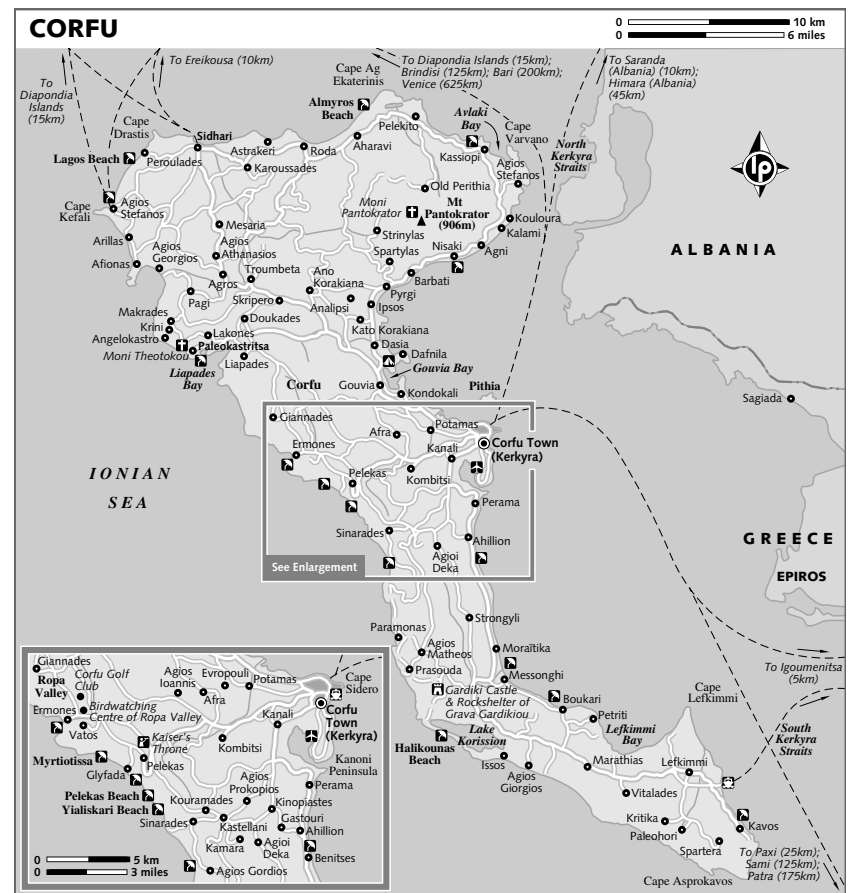 CORFU
0 10 km
0 6 miles
To Ereikousa (10km)
To
Diapondia
Islands
(15km)
To Diapondia Islands (15km);
Brindisi (125km); Bari (200km);
Venice (625km)
To Saranda
(Albania) (10km);
Himara (Albania)
(45km)
Cape Ag
Ekaterinis
Almyros
Beach
Cape
Drastis
Sidhari
Pelekito
Avlaki
Bay
Cape
Varvano
North
Kerkyra
Straits
lp
Lagos Beach
Peroulades
Astrakeri
Roda
Aharavi
Kassiopi
Karoussades
Agios
Stefanos
Old Perithia
Cape
Kefali
Agios
Stefanos
Moni
Pantokrator
Mt
Pantokrator
(906m)
Kouloura
Kalami
Mesaria
Strinylas
Arillas
Agios
Georgios
Agios
Athanasios
Spartylas
Nisaki
Agni
ALBANIA
Afionas
Troumbeta
Ano
Korakiana
Barbati
Agros
Pyrgi
Pagi
Skripero
Analipsi
Ipsos
Makrades
Doukades
Krini
Kato Korakiana
Angelokastro
Lakones
Dasia
Moni Theotokou
Paleokastritsa
Dafnila
Liapades
Bay
Liapades
Gouvia Bay
Corfu
Gouvia
Pithia
Kondokali
Sagiada
Giannades
Potamas
Afra
Corfu Town
(Kerkyra)
Ermones
Kanali
Kombitsi
Pelekas
IONIAN
SEA
Perama
Sinarades
Ahillion
Agioi
Deka
See Enlargement
GREECE
EPIROS
Strongyli
Paramonas
Agios
Matheos
Moraïtika
Prasouda
Messonghi
To Igoumenitsa
(5km)
Gardiki Castle
& Rockshelter of
Grava Gardikiou
Boukari
Cape
Lefkimmi
Petriti
Lefkimmi
Bay
South
Kerkyra
Straits
Halikounas
Beach
Lake
Korission
Issos
Agios
Giorgios
Marathias
Lefkimmi
Vitalades
Kritika
Paleohori
Kavos
Spartera
To Paxi (25km);
Sami (125km);
Patra (175km)
Cape Asprokavos
Giannades
Ropa
Valley
Corfu Golf
Club
Agios
Ioannis
Evropouli
Potamas
Cape
Sidero
Afra
Ermones
Birdwatching
Centre of Ropa Valley
Corfu
Town
(Kerkyra)
Vatos
Kaiser's
Throne
Kanali
Kombitsi
Myrtiotissa
Kanoni
Peninsula
Glyfada
Pelekas
Agios
Prokopios
Perama
Pelekas Beach
Kouramades
Kinopiastes
Yialiskari Beach
Gastouri
Sinarades
Kastellani
Ahillion
Kamara
Agioi
Deka
Benitses
0 5 km
0 3 miles
Agios Gordios